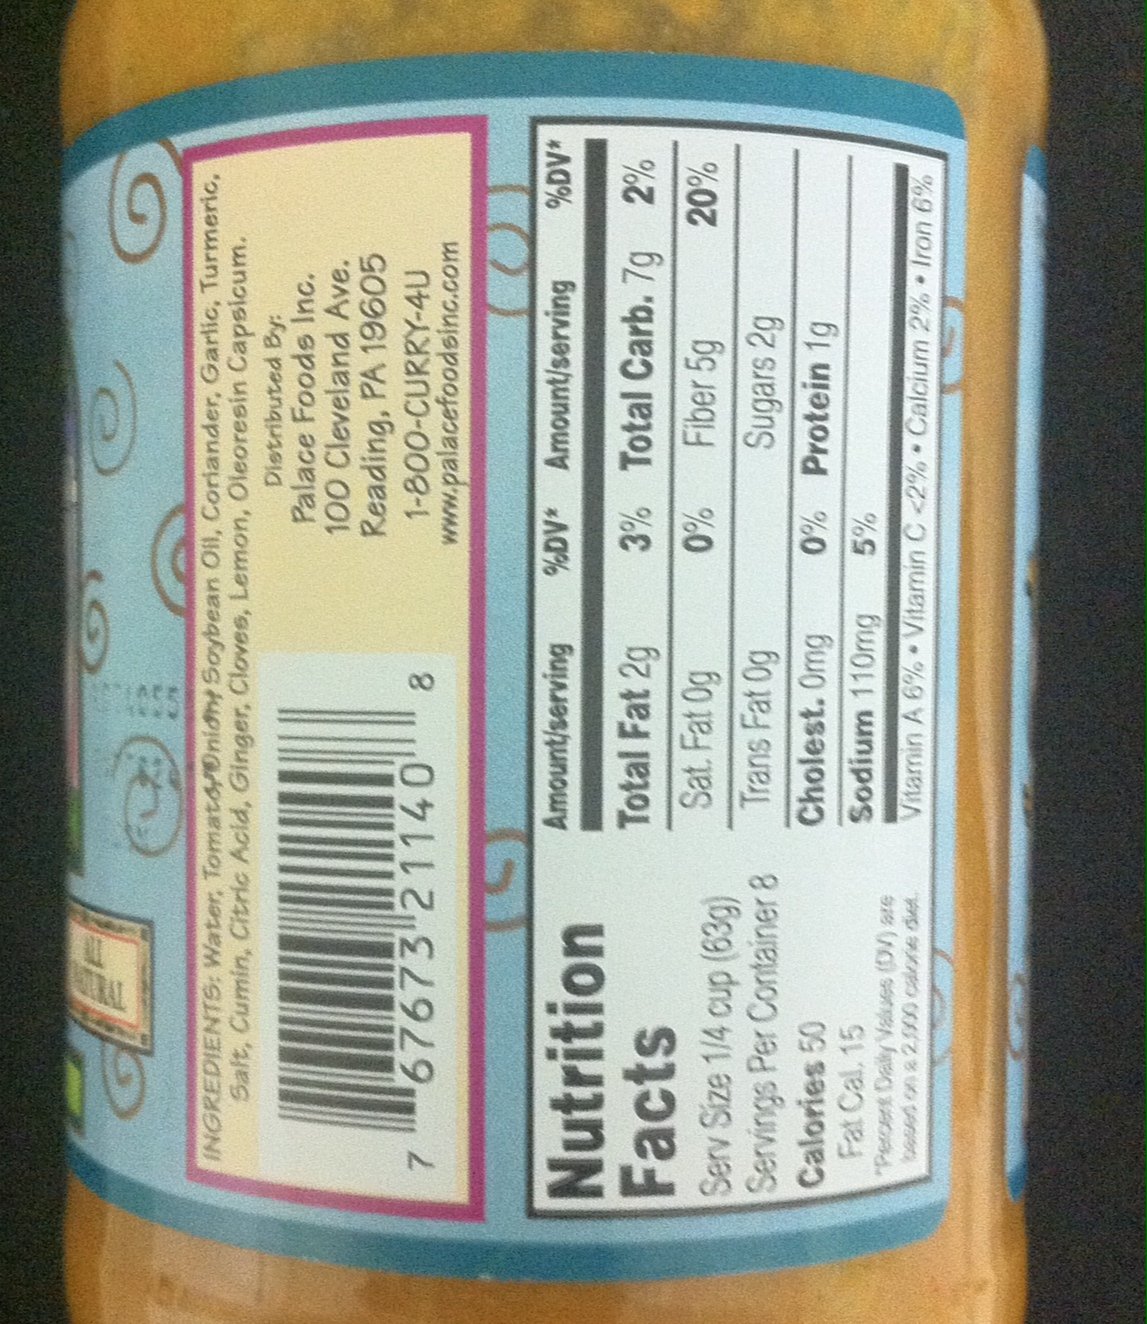 ALL
NATURAL
INGREDIENTS: Water, Tomato, Onion, Soybean Oil, Coriander, Garlic, Turmeric,
Salt, Cumin, Citric Acid, Ginger, Cloves, Lemon, Oleoresin Capsicum.
Distributed By:
Palace Foods Inc.
100 Cleveland Ave.
Reading, PA 19605
1-800-CURRY-4U
www.palacefoodsinc.com
7 67673 21140 8
Nutrition
Facts
Serv Size 1/4 cup (63g)
Servings Per Container 8
Calories 50
Fat Cal. 15
*Percent Daily Values (DV) are
based on a 2,000 calorie diet.
Amount/serving %DV* Amount/serving %DV*
Total Fat 2g 3% Total Carb. 7g 2%
Sat. Fat 0g 0% Fiber 5g 20%
Trans Fat 0g Sugars 2g
Cholest. 0mg 0% Protein 1g
Sodium 110mg 5%
Vitamin A 6% • Vitamin C <2% • Calcium 2% • Iron 6%